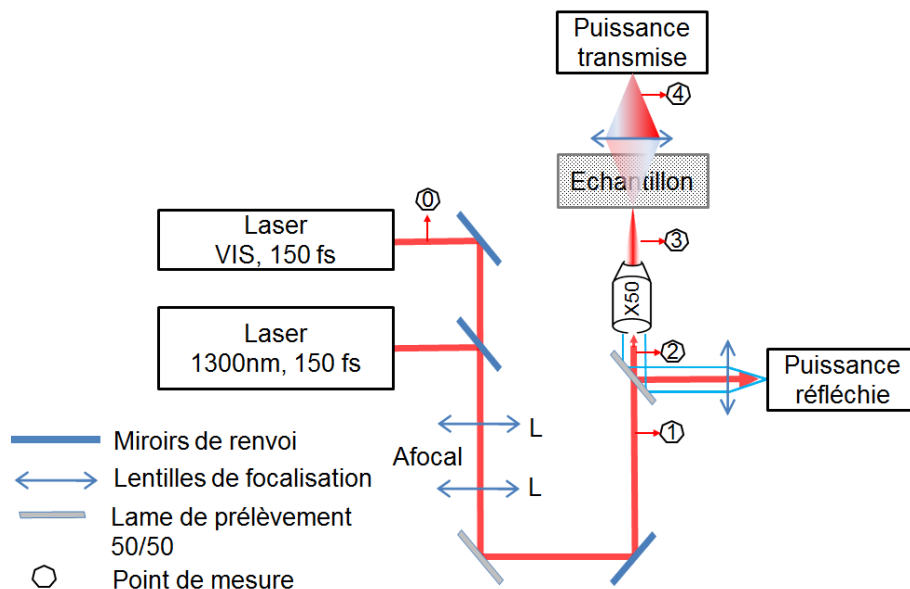 Puissance
transmise
4
Echantillon
0
Laser
VIS, 150 fs
3
X50
Laser
1300nm, 150 fs
2
Puissance
réfléchie
1
L
Afocal
L
Miroirs de renvoi
Lentilles de focalisation
Lame de prélèvement
50/50
Point de mesure